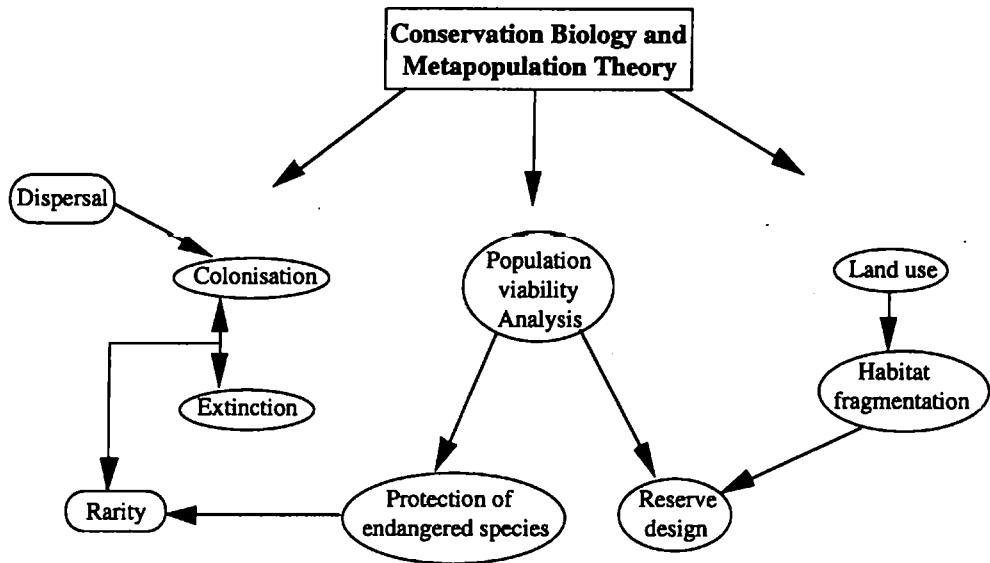 Conservation Biology and
Metapopulation Theory
Dispersal
Colonisation
Population
viability
Analysis
Land use
Extinction
Habitat
fragmentation
Rarity
Protection of
endangered species
Reserve
design